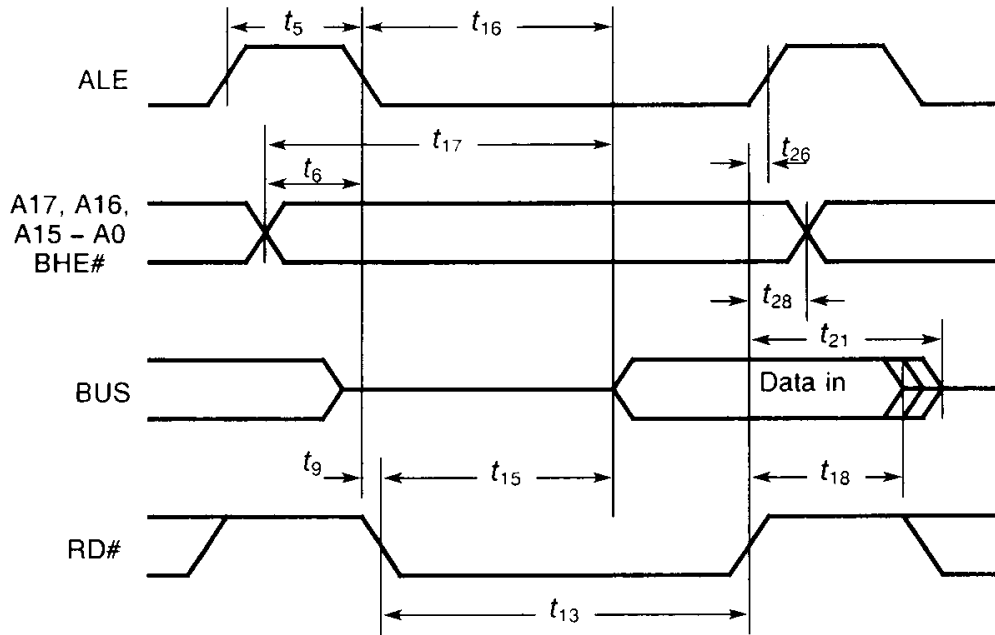 t5
t16
ALE
t17
t26
t6
A17, A16,
A15 – A0
BHE#
t28
t21
BUS
Data in
t9
t15
t18
RD#
t13